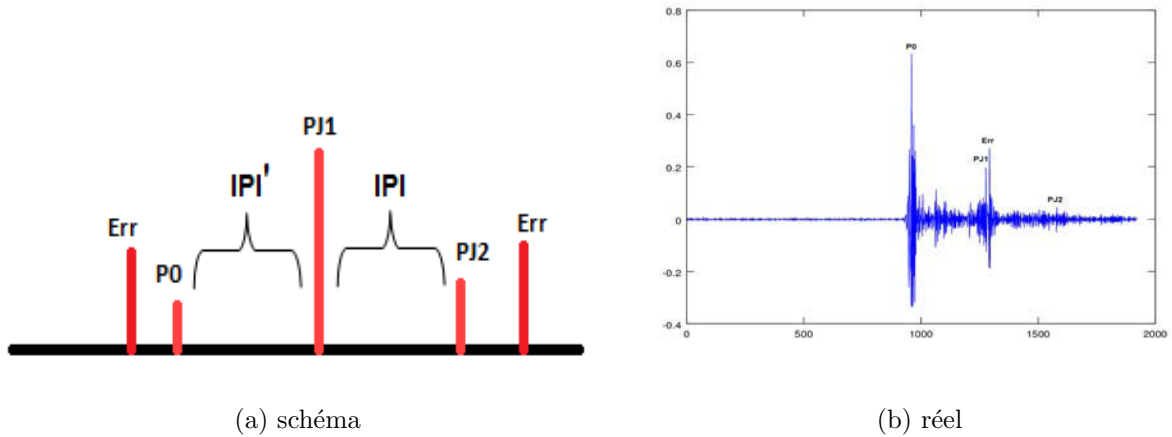 PJ1
IPI' IPI
Err Err
P0 PJ2
(a) schéma
0.8
0.6
0.4
0.2
0
-0.2
-0.4
0 500 1000 1500 2000
P0
Err
PJ1
PJ2
(b) réel